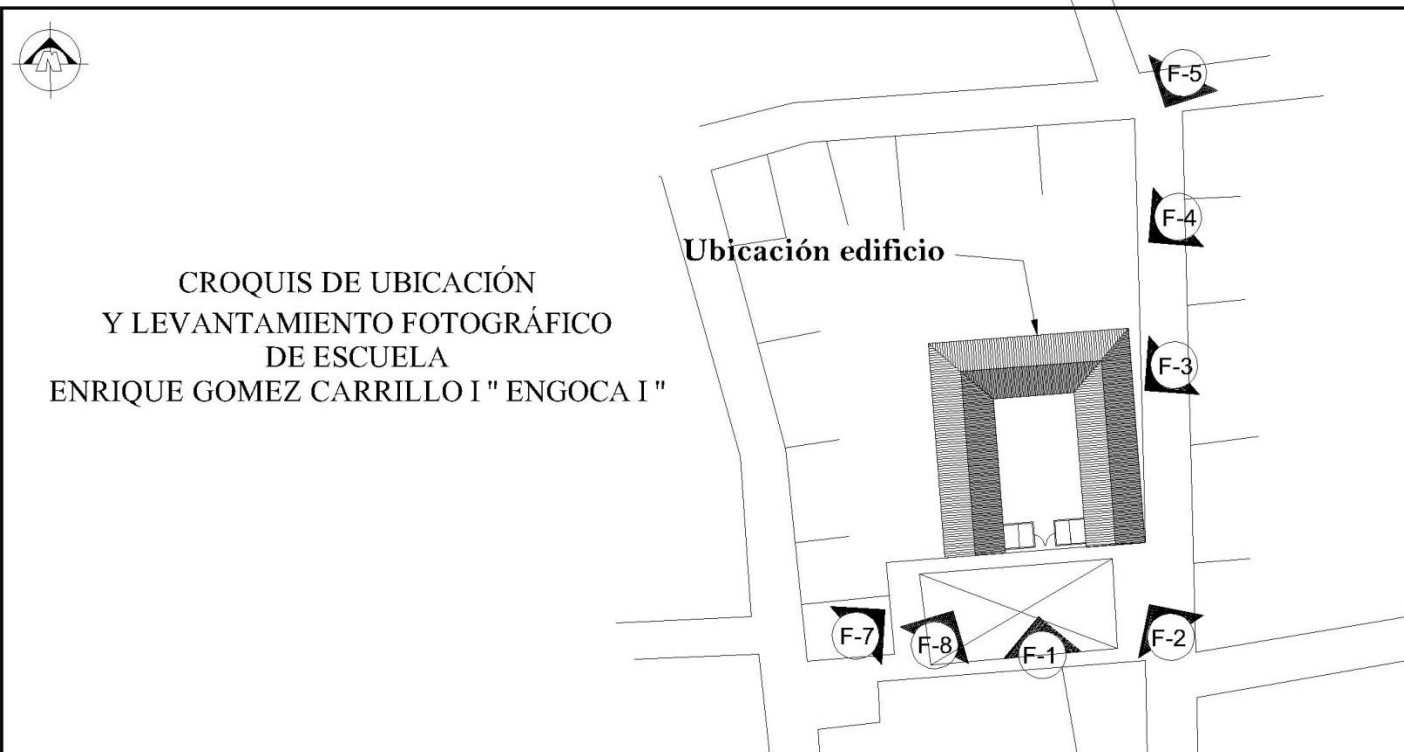 N
F-5
F-4
Ubicación edificio
CROQUIS DE UBICACIÓN
Y LEVANTAMIENTO FOTOGRÁFICO
DE ESCUELA
ENRIQUE GOMEZ CARRILLO I " ENGOCA I "
F-3
F-7
F-8
F-1
F-2